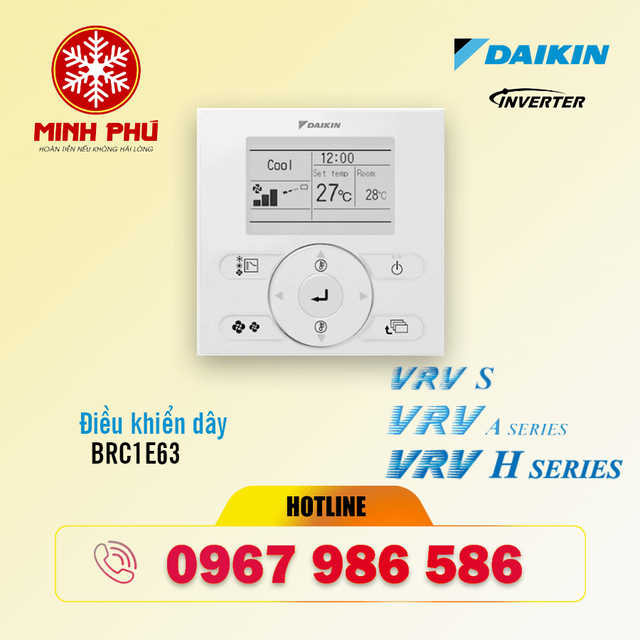 MINH PHÚ
HOÀN TIỀN NẾU KHÔNG HÀI LÒNG
DAIKIN
INVERTER
DAIKIN
Cool
12:00
Set temp Room
27°C 28°C
VRV S
VRV A SERIES
VRV H SERIES
Điều khiển dây
BRC1E63
HOTLINE
0967 986 586